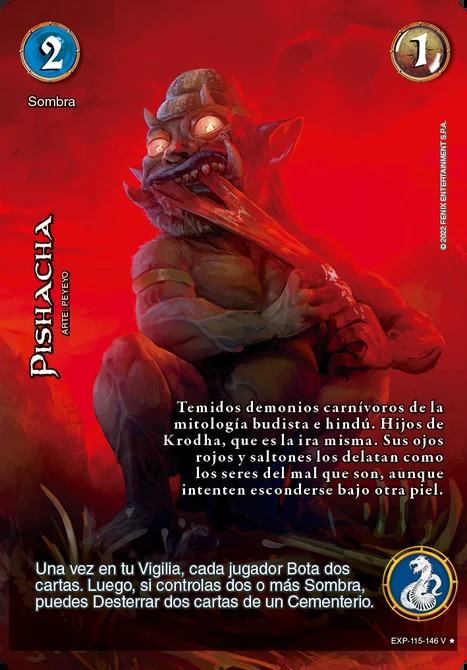 2
1
Sombra
© 2022 FENIX ENTERTAINMENT S.P.A.
PISHACHA
ARTE: PEYEYO
Temidos demonios carnívoros de la
mitología budista e hindú. Hijos de
Krodha, que es la ira misma. Sus ojos
rojos y saltones los delatan como
los seres del mal que son, aunque
intenten esconderse bajo otra piel.
Una vez en tu Vigilia, cada jugador Bota dos
cartas. Luego, si controlas dos o más Sombra,
puedes Desterrar dos cartas de un Cementerio.
EXP-115-146 V ★